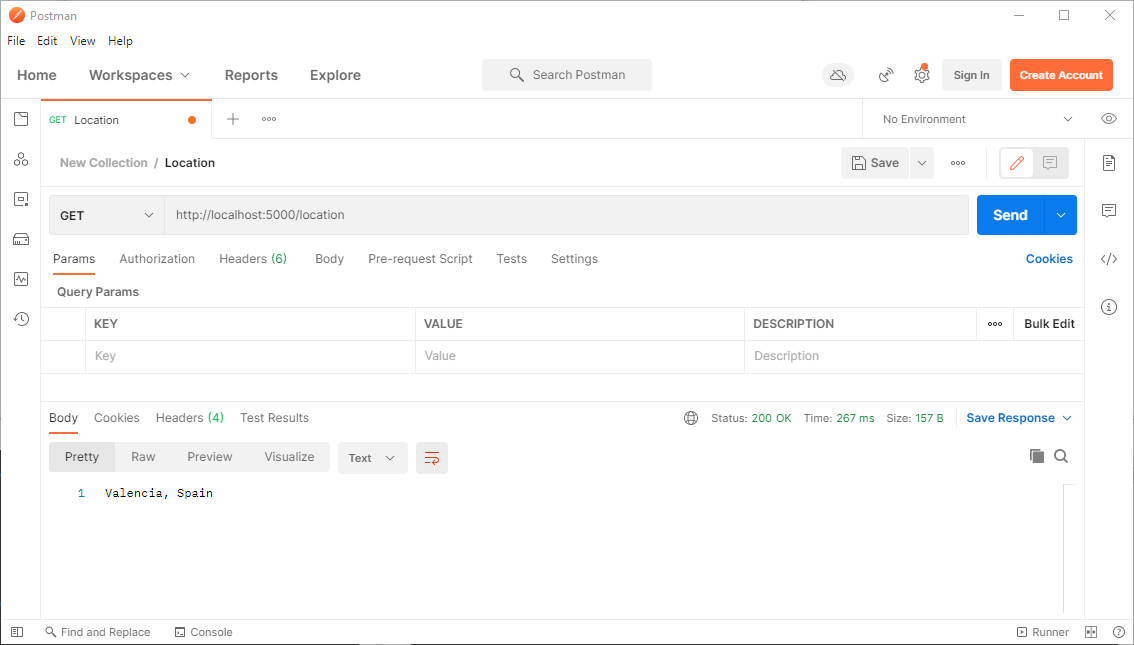 Postman
File Edit View Help
Home Workspaces Reports Explore Search Postman Sign In Create Account
GET Location No Environment
New Collection / Location Save
GET http://localhost:5000/location Send
Params Authorization Headers (6) Body Pre-request Script Tests Settings Cookies
Query Params
KEY VALUE DESCRIPTION Bulk Edit
Key Value Description
Body Cookies Headers (4) Test Results Status: 200 OK Time: 267 ms Size: 157 B Save Response
Pretty Raw Preview Visualize Text
1 Valencia, Spain
Find and Replace Console Runner